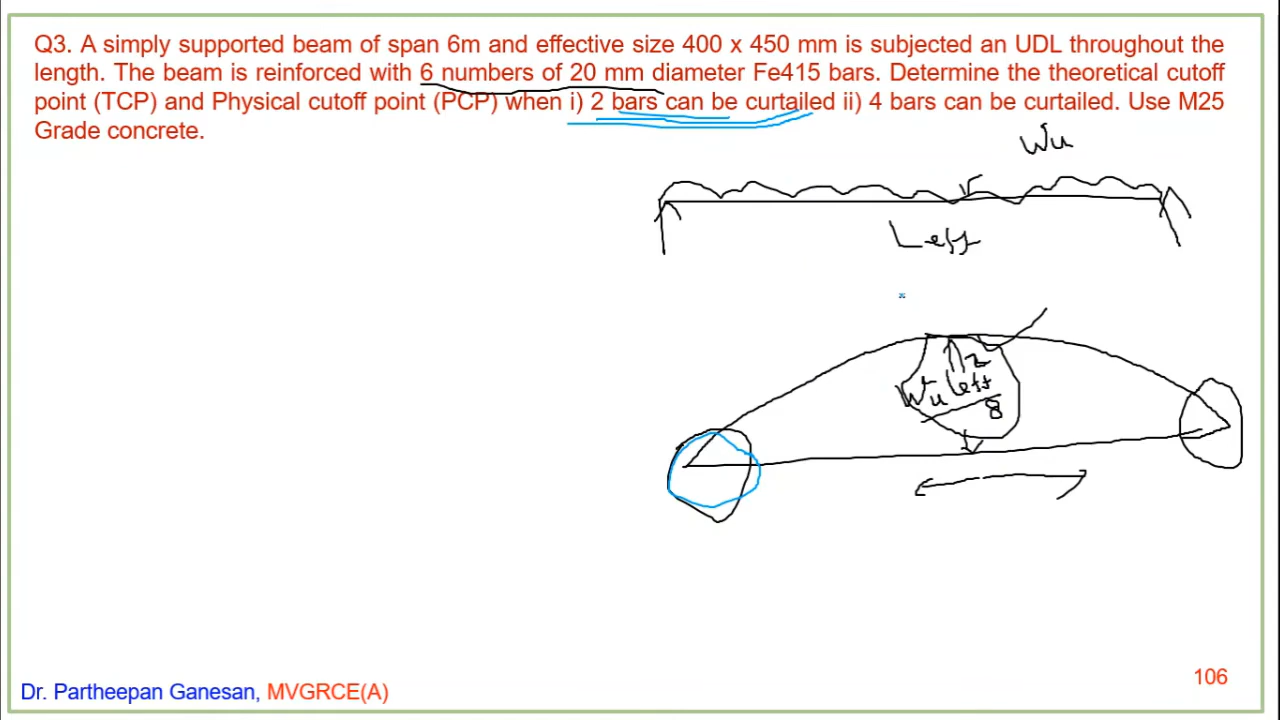 Q3. A simply supported beam of span 6m and effective size 400 x 450 mm is subjected an UDL throughout the
length. The beam is reinforced with 6 numbers of 20 mm diameter Fe415 bars. Determine the theoretical cutoff
point (TCP) and Physical cutoff point (PCP) when i) 2 bars can be curtailed ii) 4 bars can be curtailed. Use M25
Grade concrete.
Wu
Leff
Wu Leff 2
8
106
Dr. Partheepan Ganesan, MVGRCE(A)